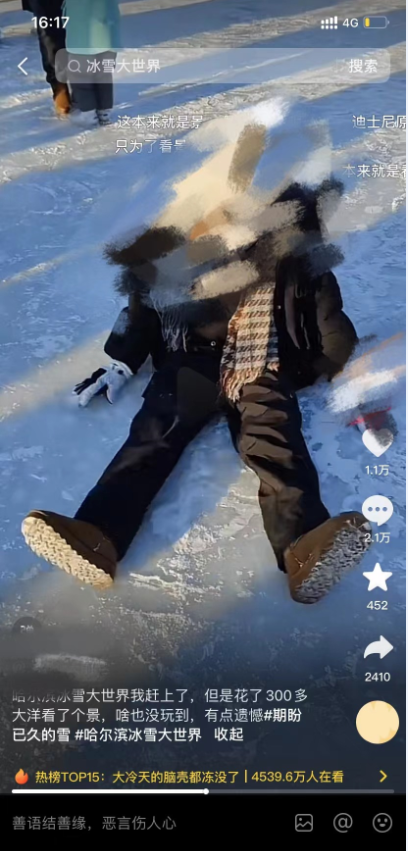 16:17
4G
冰雪大世界
搜索
这本来就是景
迪士尼原
只为了看
本来就是
1.1万
2.1万
452
2410
哈尔滨冰雪大世界我赶上了，但是花了300多
大洋看了个景，啥也没玩到，有点遗憾#期盼
已久的雪 #哈尔滨冰雪大世界 收起
热榜TOP15：大冷天的脑壳都冻没了 | 4539.6万人在看
善语结善缘，恶言伤人心